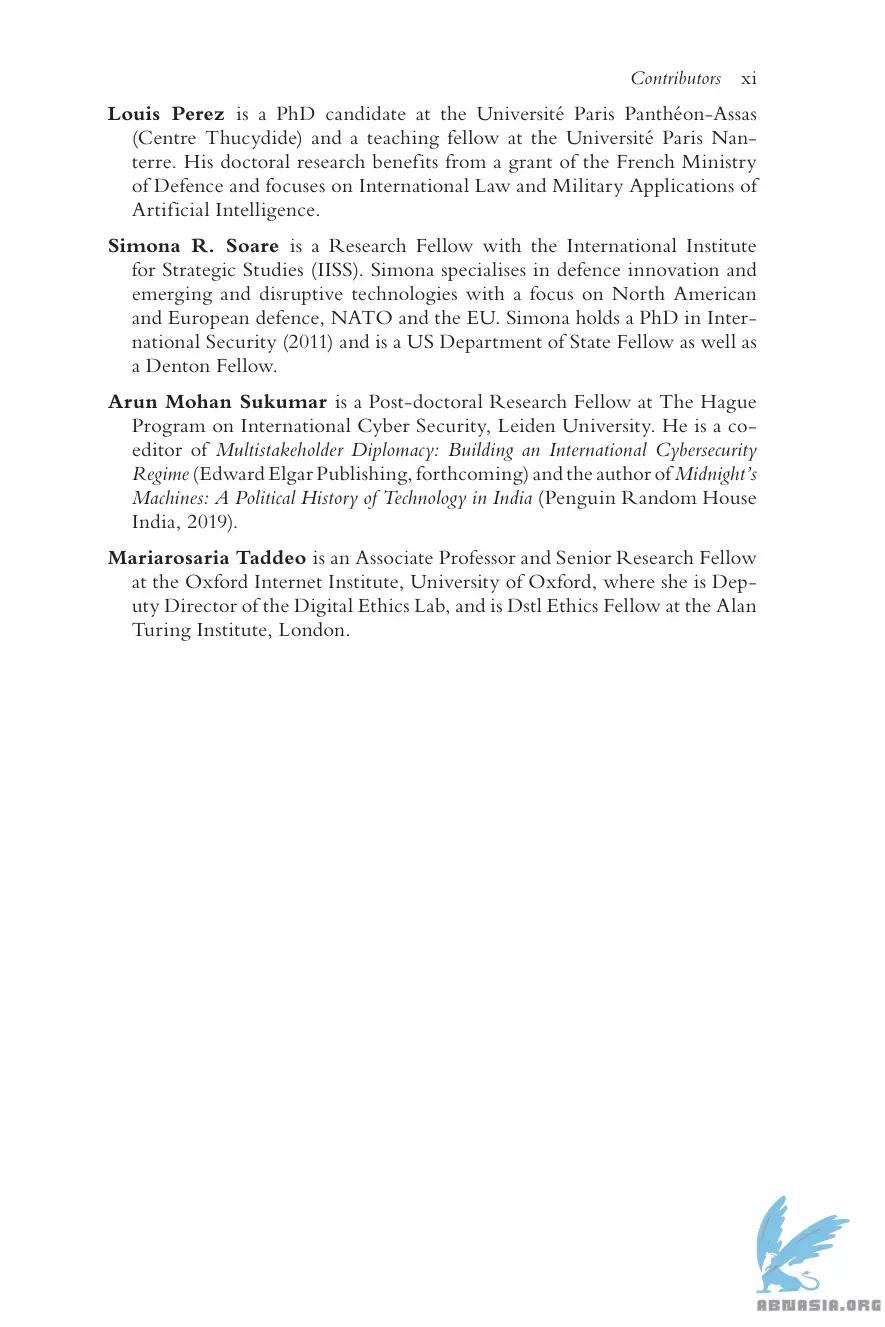 Contributors xi
Louis Perez is a PhD candidate at the Université Paris Panthéon-Assas
(Centre Thucydide) and a teaching fellow at the Université Paris Nan-
terre. His doctoral research benefits from a grant of the French Ministry
of Defence and focuses on International Law and Military Applications of
Artificial Intelligence.
Simona R. Soare is a Research Fellow with the International Institute
for Strategic Studies (IISS). Simona specialises in defence innovation and
emerging and disruptive technologies with a focus on North American
and European defence, NATO and the EU. Simona holds a PhD in Inter-
national Security (2011) and is a US Department of State Fellow as well as
a Denton Fellow.
Arun Mohan Sukumar is a Post-doctoral Research Fellow at The Hague
Program on International Cyber Security, Leiden University. He is a co-
editor of Multistakeholder Diplomacy: Building an International Cybersecurity
Regime (Edward Elgar Publishing, forthcoming) and the author of Midnight's
Machines: A Political History of Technology in India (Penguin Random House
India, 2019).
Mariarosaria Taddeo is an Associate Professor and Senior Research Fellow
at the Oxford Internet Institute, University of Oxford, where she is Dep-
uty Director of the Digital Ethics Lab, and is Dstl Ethics Fellow at the Alan
Turing Institute, London.
ABNASIA.ORG